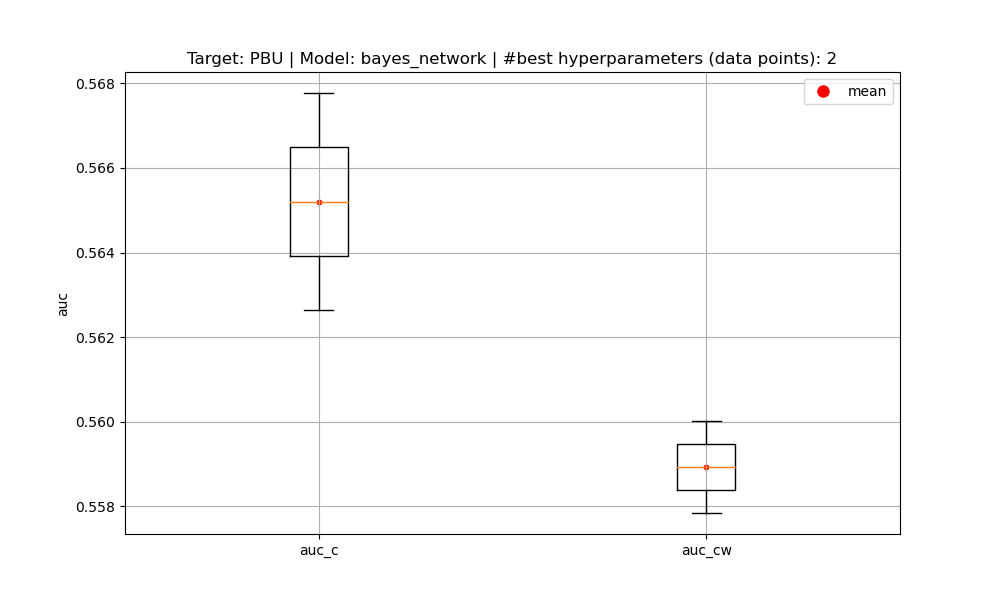 Target: PBU | Model: bayes_network | #best hyperparameters (data points): 2
mean
0.568
0.566
0.564
0.562
0.560
0.558
auc
auc_c
auc_cw